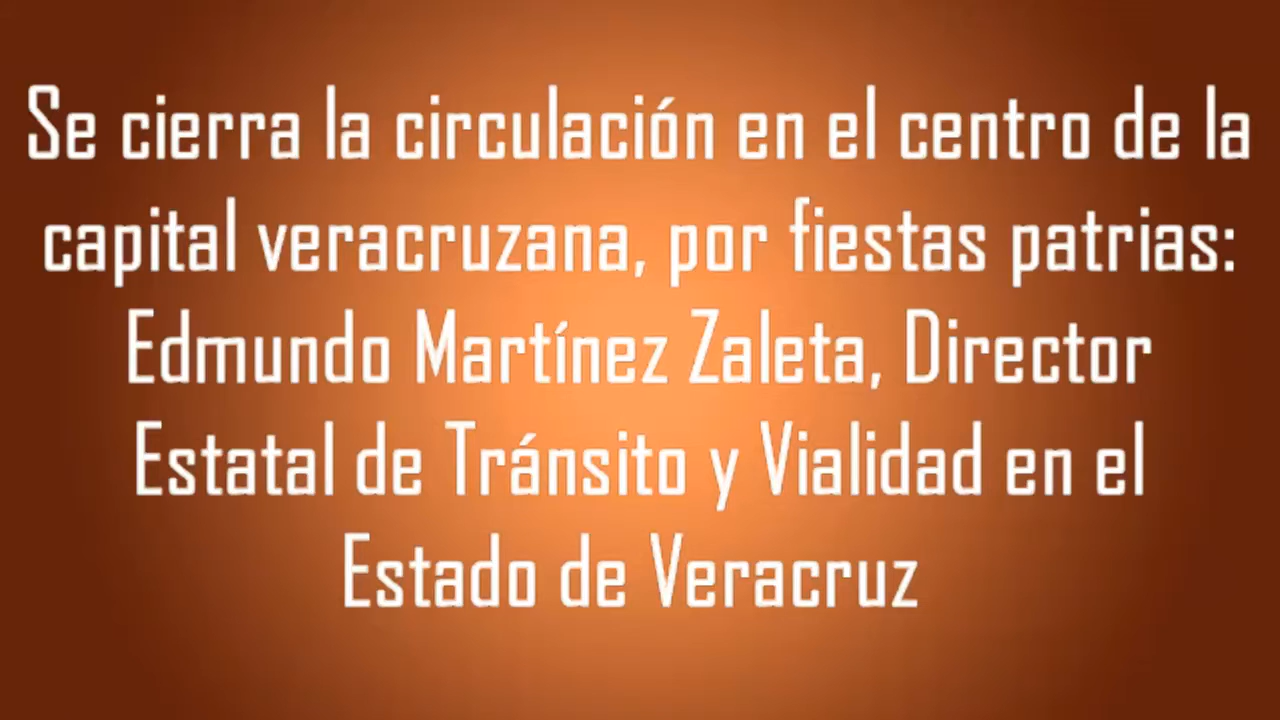 Se cierra la circulación en el centro de la
capital veracruzana, por fiestas patrias:
Edmundo Martínez Zaleta, Director
Estatal de Tránsito y Vialidad en el
Estado de Veracruz